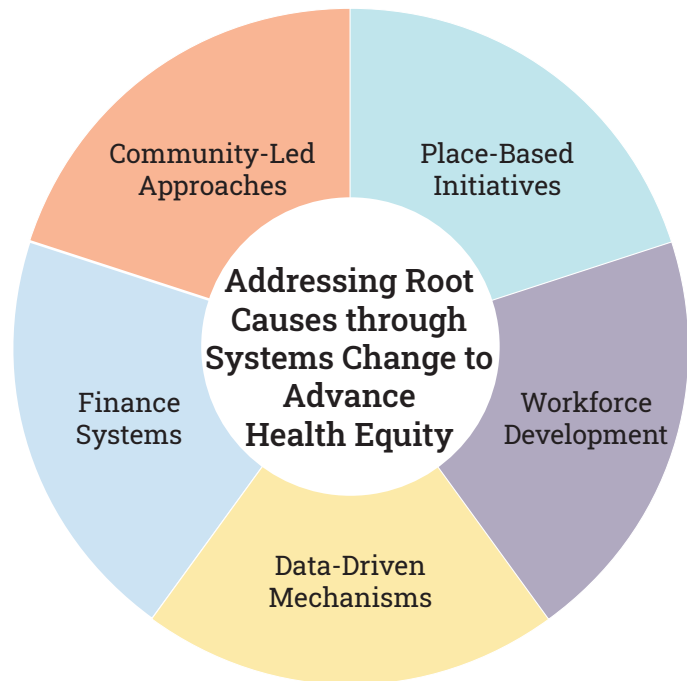 Community-Led
Approaches
Place-Based
Initiatives
Addressing Root
Causes through
Systems Change to
Advance
Health Equity
Finance
Systems
Workforce
Development
Data-Driven
Mechanisms